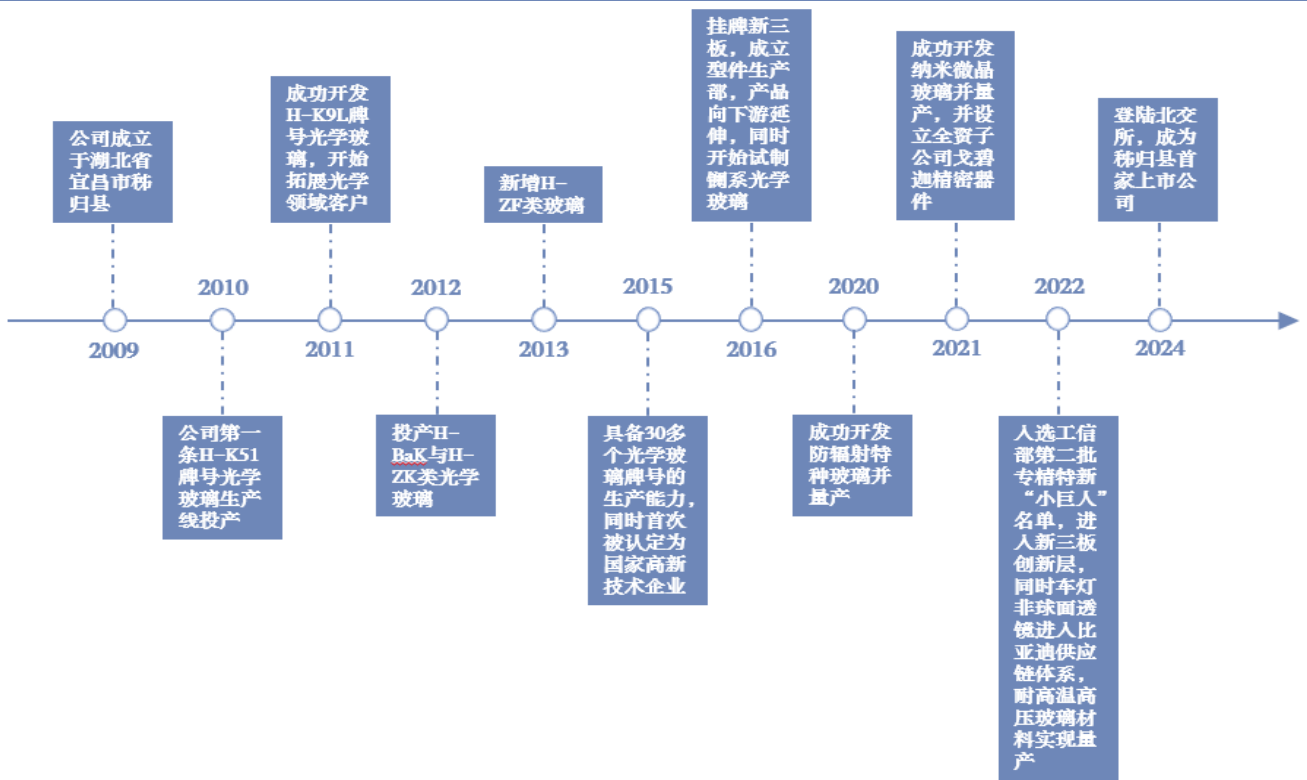 公司成立
于湖北省
宜昌市秭
归县
2009
2010
公司第一
条H-K51
牌号光学
玻璃生产
线投产
成功开发
H-K9L牌
号光学玻
璃，开始
拓展光学
领域客户
2011
2012
投产H-
BaK与H-
ZK类光学
玻璃
新增H-
ZF类玻璃
2013
2015
具备30多
个光学玻
璃牌号的
生产能力，
同时首次
被认定为
国家高新
技术企业
挂牌新三
板，成立
型件生产
部，产品
向下游延
伸，同时
开始试制
镧系光学
玻璃
2016
2020
成功开发
防辐射特
种玻璃并
量产
成功开发
纳米微晶
玻璃并量
产，并设
立全资子
公司戈碧
迦精密器
件
2021
2022
入选工信
部第二批
专精特新
“小巨人”
名单，进
入新三板
创新层，
同时车灯
非球面透
镜进入比
亚迪供应
链体系，
耐高温高
压玻璃材
料实现量
产
登陆北交
所，成为
秭归县首
家上市公
司
2024